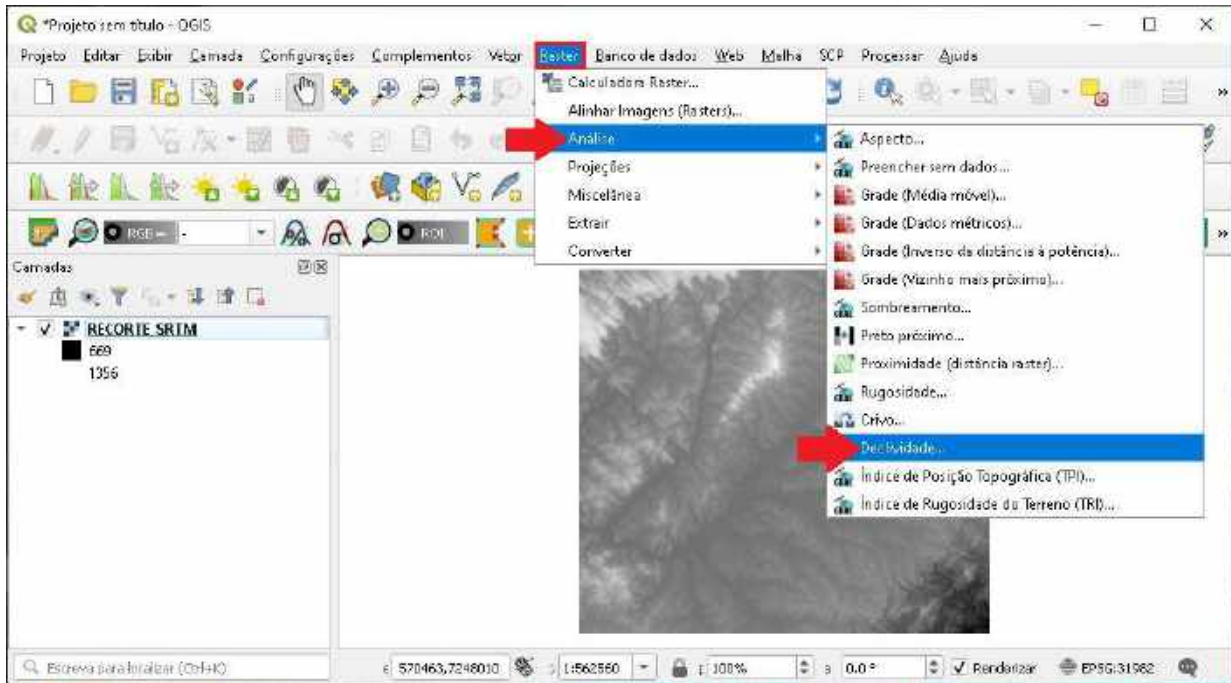 *Projeto sem título - QGIS
Projeto Editar Exibir Camada Configurações Complementos Vetor Raster Banco de dados Web Malha SCP Processar Ajuda
Calculadora Raster...
Alinhar Imagens (Rasters)...
Análise
Projeções
Miscelânea
Extrair
Converter
Aspecto...
Preencher sem dados...
Grade (Média móvel)...
Grade (Dados métricos)...
Grade (Inverso da distância à potência)...
Grade (Vizinho mais próximo)...
Sombreamento...
Preto próximo...
Proximidade (distância raster)...
Rugosidade...
Crivo...
Declividade...
Índice de Posição Topográfica (TPI)...
Índice de Rugosidade do Terreno (TRI)...
RGB = -
ROI
Camadas
RECORTE SRTM
669
1356
Escreva para localizar (Ctrl+K)
570463,7248010
1:562560
100%
0.0 °
Renderizar
EPSG:31982